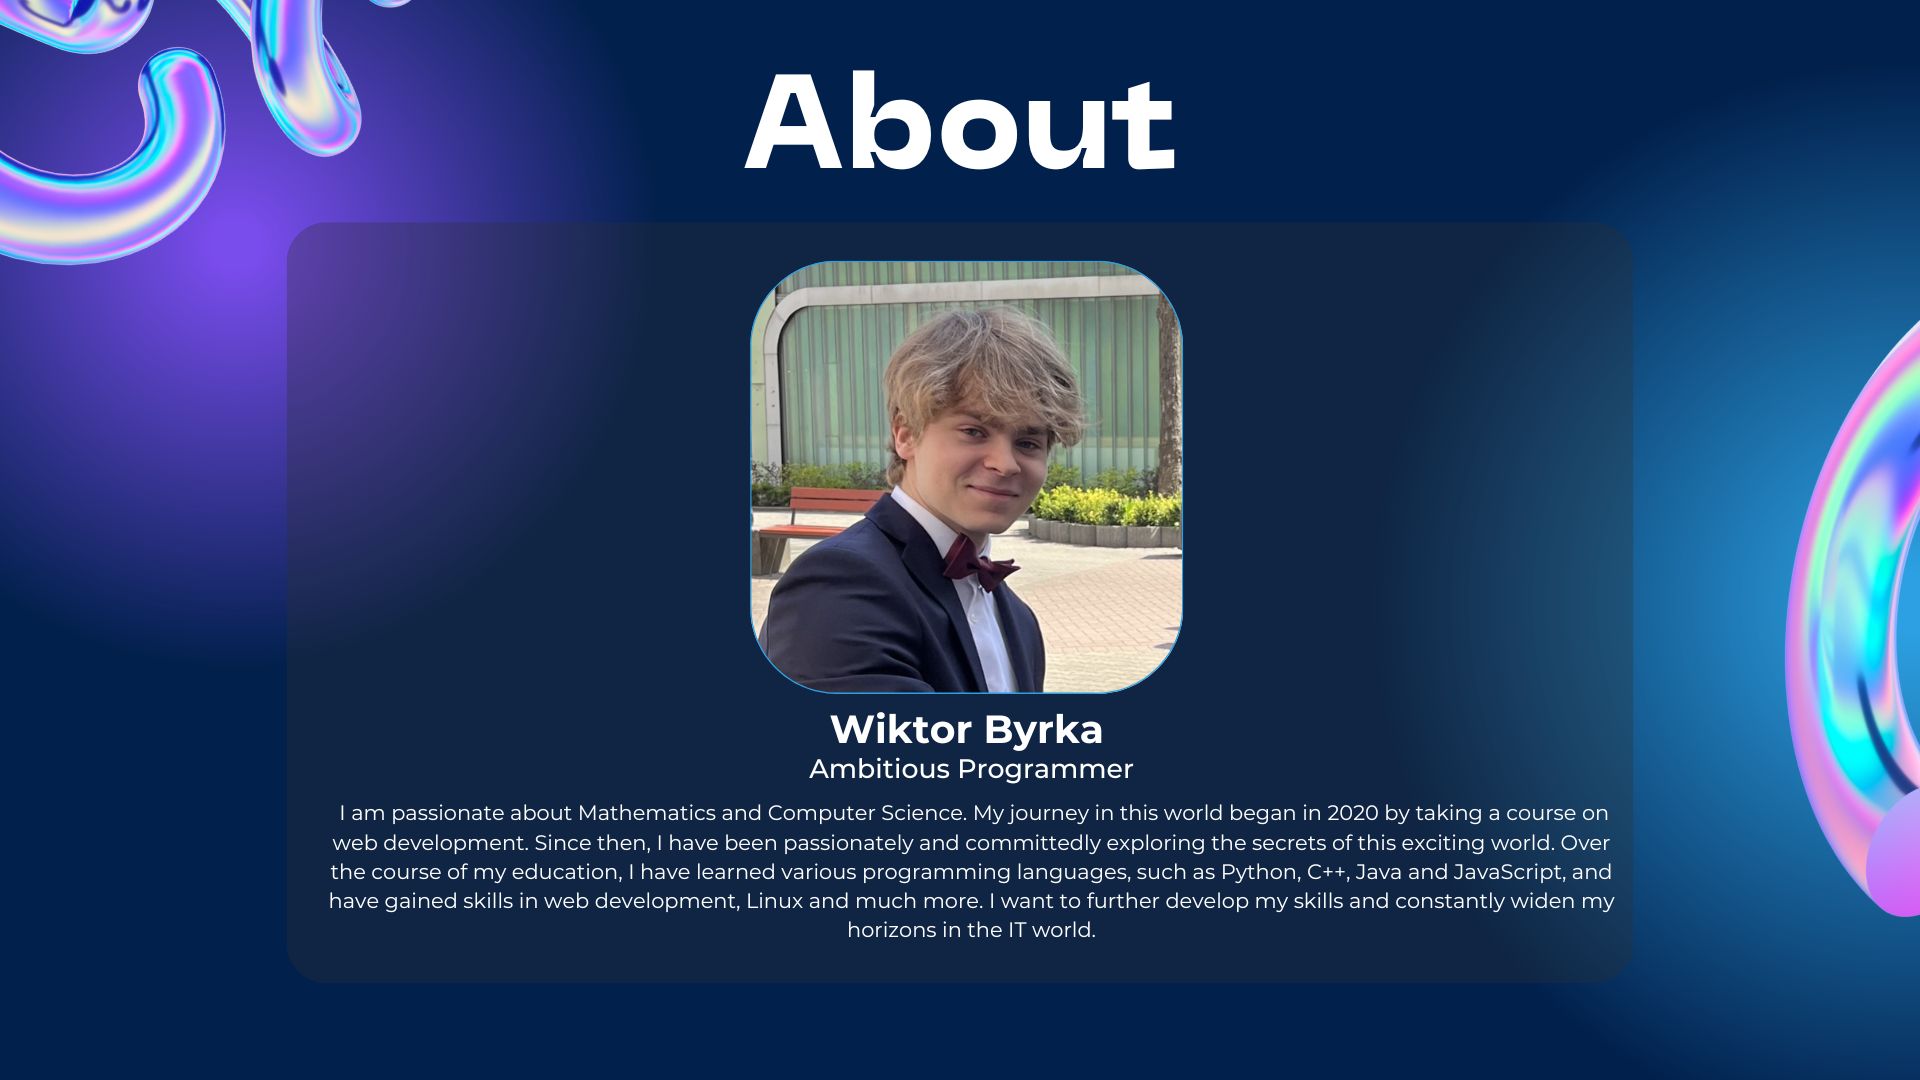 About
Wiktor Byrka
Ambitious Programmer
I am passionate about Mathematics and Computer Science. My journey in this world began in 2020 by taking a course on
web development. Since then, I have been passionately and committedly exploring the secrets of this exciting world. Over
the course of my education, I have learned various programming languages, such as Python, C++, Java and JavaScript, and
have gained skills in web development, Linux and much more. I want to further develop my skills and constantly widen my
horizons in the IT world.